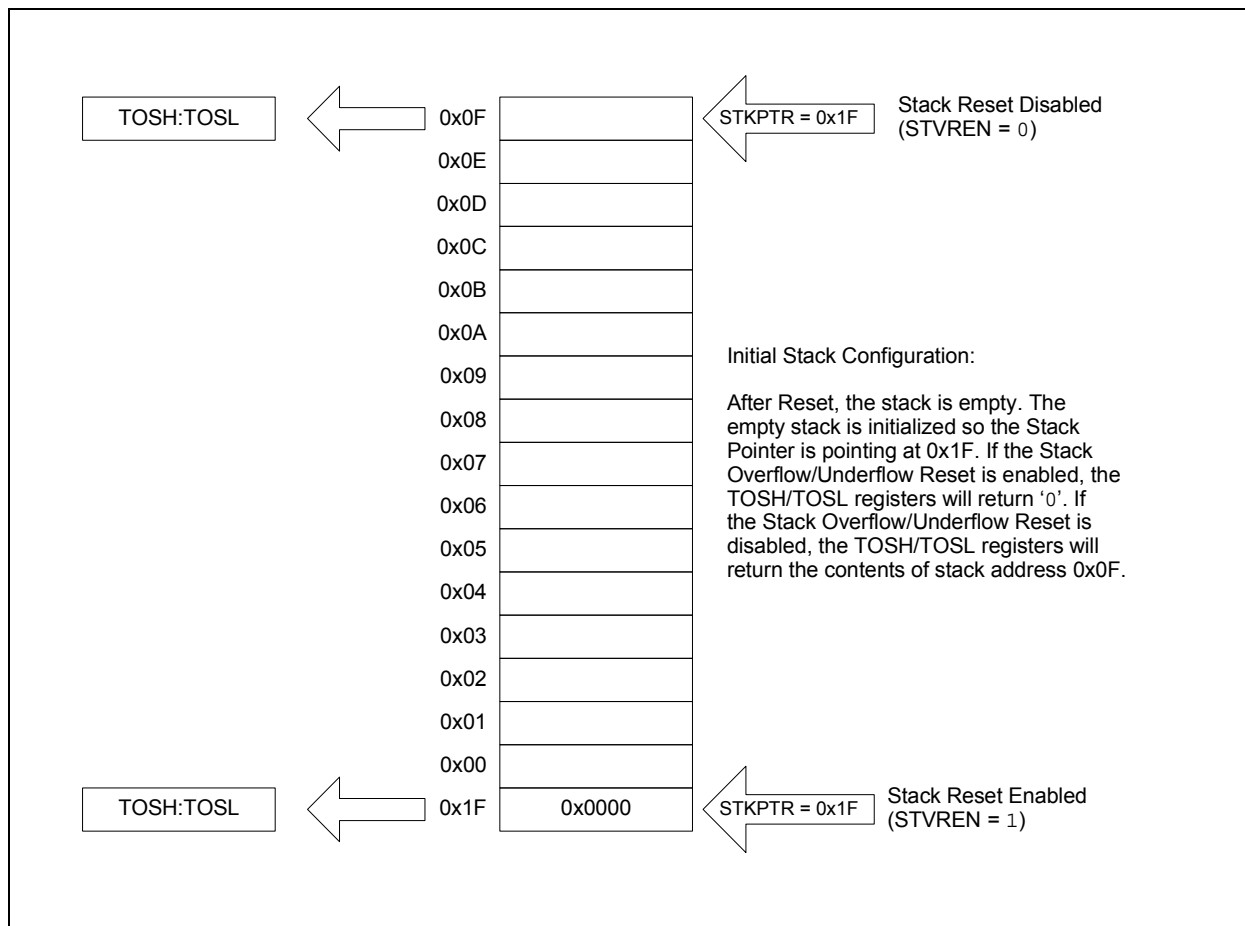 TOSH:TOSL
0x0F
STKPTR = 0x1F
Stack Reset Disabled
(STVREN = 0)
0x0E
0x0D
0x0C
0x0B
0x0A
0x09
0x08
0x07
0x06
0x05
0x04
0x03
0x02
0x01
0x00
Initial Stack Configuration:
After Reset, the stack is empty. The
empty stack is initialized so the Stack
Pointer is pointing at 0x1F. If the Stack
Overflow/Underflow Reset is enabled, the
TOSH/TOSL registers will return ‘0’. If
the Stack Overflow/Underflow Reset is
disabled, the TOSH/TOSL registers will
return the contents of stack address 0x0F.
TOSH:TOSL
0x1F
0x0000
STKPTR = 0x1F
Stack Reset Enabled
(STVREN = 1)